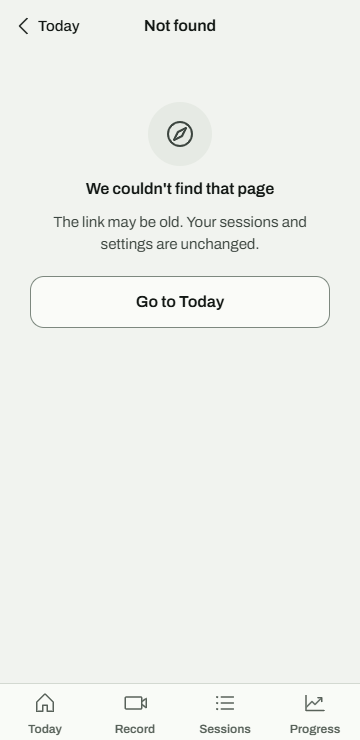 Today
Not found
We couldn't find that page
The link may be old. Your sessions and
settings are unchanged.
Go to Today
Today
Record
Sessions
Progress